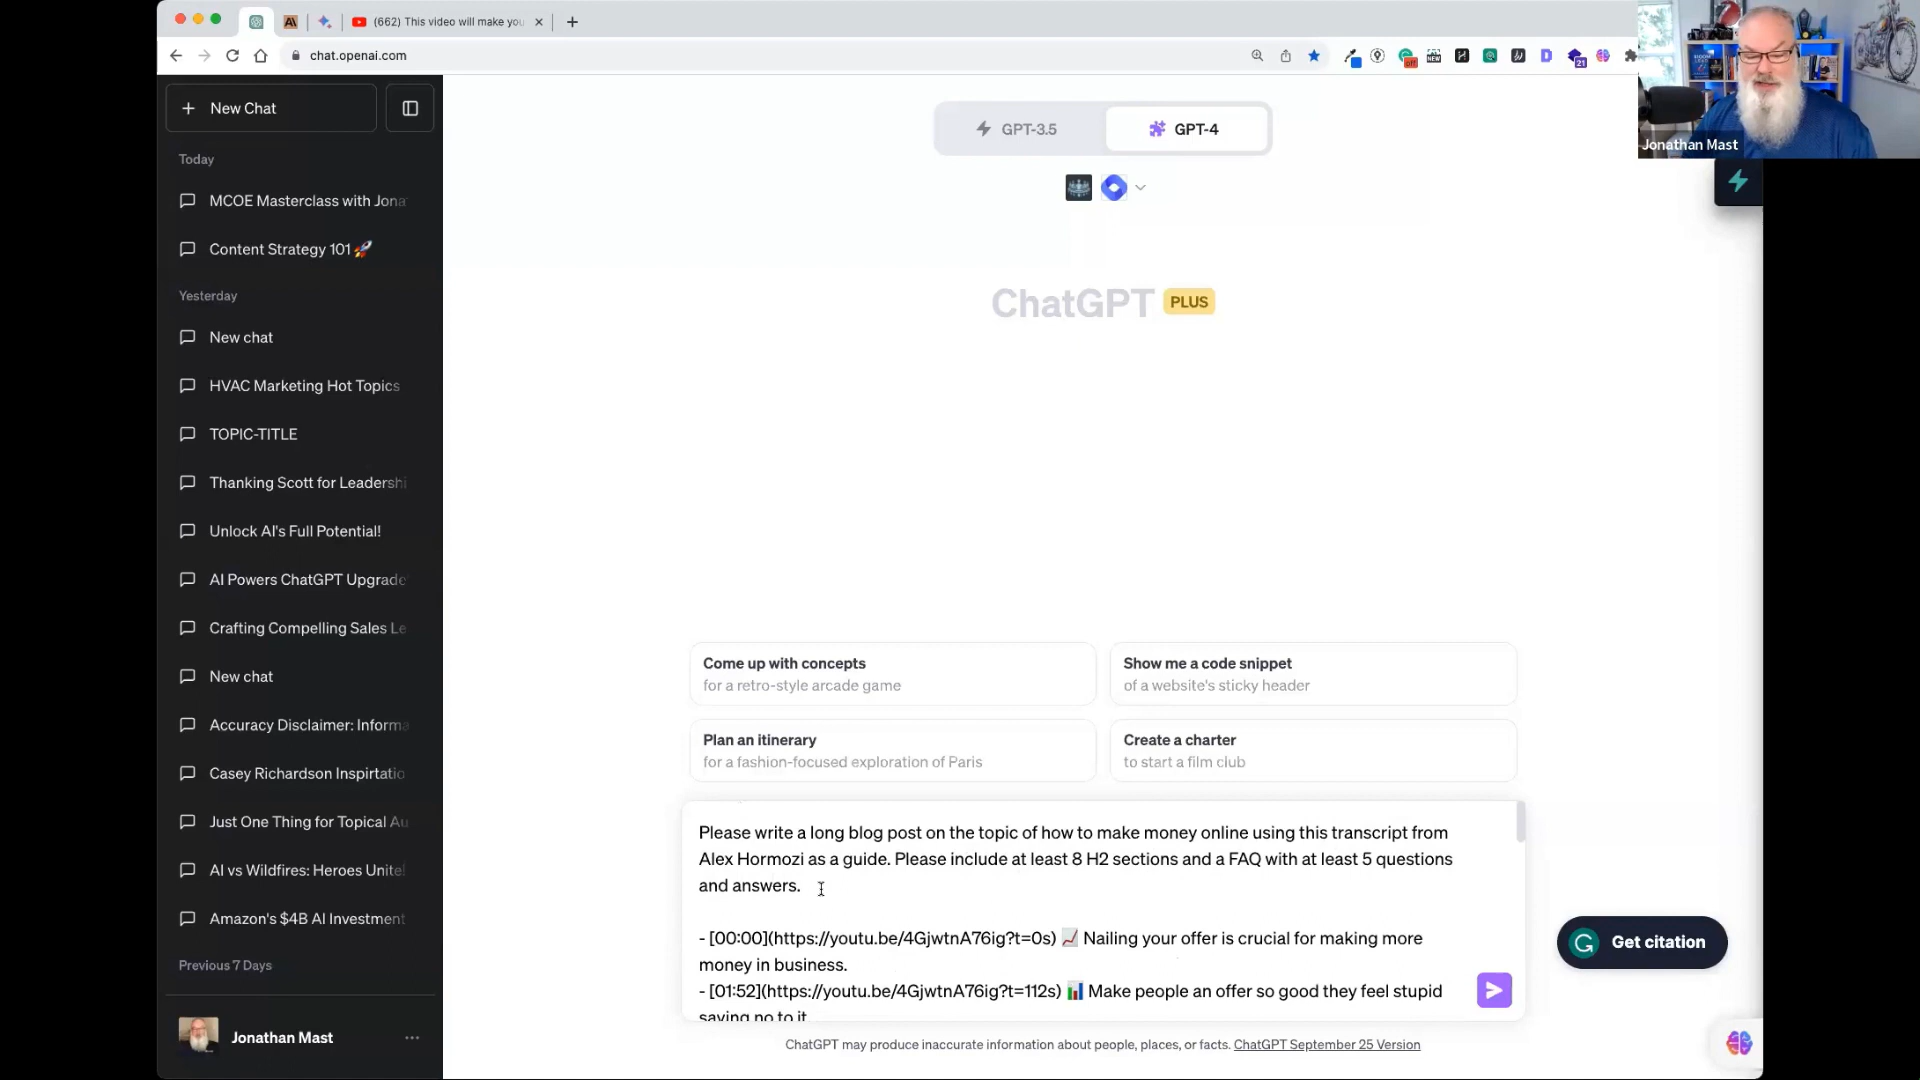 (662) This video will make you
chat.openai.com
NEW
off
21
Jonathan Mast
New Chat
Today
MCOE Masterclass with Jona
Content Strategy 101 🚀
Yesterday
New chat
HVAC Marketing Hot Topics
TOPIC-TITLE
Thanking Scott for Leadershi
Unlock AI's Full Potential!
AI Powers ChatGPT Upgrade
Crafting Compelling Sales Le
New chat
Accuracy Disclaimer: Informa
Casey Richardson Inspirtatio
Just One Thing for Topical Au
AI vs Wildfires: Heroes Unite!
Amazon's $4B AI Investment
Previous 7 Days
Jonathan Mast
GPT-3.5
GPT-4
ChatGPT PLUS
Come up with concepts
for a retro-style arcade game
Show me a code snippet
of a website's sticky header
Plan an itinerary
for a fashion-focused exploration of Paris
Create a charter
to start a film club
Please write a long blog post on the topic of how to make money online using this transcript from
Alex Hormozi as a guide. Please include at least 8 H2 sections and a FAQ with at least 5 questions
and answers.
- [00:00](https://youtu.be/4GjwtnA76ig?t=0s) 📈 Nailing your offer is crucial for making more
money in business.
- [01:52](https://youtu.be/4GjwtnA76ig?t=112s) 📊 Make people an offer so good they feel stupid
saying no to it.
Get citation
ChatGPT may produce inaccurate information about people, places, or facts. ChatGPT September 25 Version